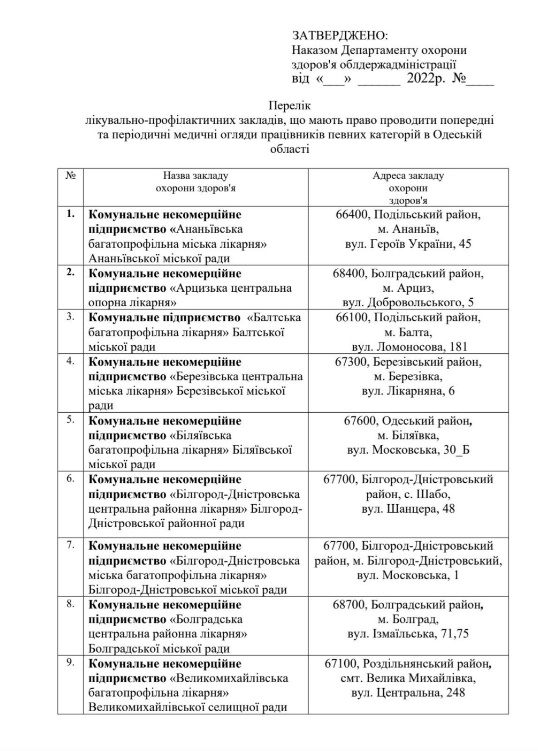 ЗАТВЕРДЖЕНО:
Наказом Департаменту охорони
здоров'я облдержадміністрації
від «___» ______ 2022р. №____
Перелік
лікувально-профілактичних закладів, що мають право проводити попередні
та періодичні медичні огляди працівників певних категорій в Одеській
області
№
Назва закладу
охорони здоров'я
Адреса закладу
охорони
здоров'я
1.
Комунальне некомерційне
підприємство «Ананьївська
багатопрофільна міська лікарня»
Ананьївської міської ради
66400, Подільський район,
м. Ананьїв,
вул. Героїв України, 45
2.
Комунальне некомерційне
підприємство «Арцизька центральна
опорна лікарня»
68400, Болградський район,
м. Арциз,
вул. Добровольського, 5
3.
Комунальне підприємство «Балтська
багатопрофільна лікарня» Балтської
міської ради
66100, Подільський район,
м. Балта,
вул. Ломоносова, 181
4.
Комунальне некомерційне
підприємство «Березівська центральна
міська лікарня» Березівської міської
ради
67300, Березівський район,
м. Березівка,
вул. Лікарняна, 6
5.
Комунальне некомерційне
підприємство «Біляївська
багатопрофільна лікарня» Біляївської
міської ради
67600, Одеський район,
м. Біляївка,
вул. Московська, 30_Б
6.
Комунальне некомерційне
підприємство «Білгород-Дністровська
центральна районна лікарня» Білгород-
Дністровської районної ради
67700, Білгород-Дністровський
район, с. Шабо,
вул. Шанцера, 48
7.
Комунальне некомерційне
підприємство «Білгород-Дністровська
міська багатопрофільна лікарня»
Білгород-Дністровської міської ради
67700, Білгород-Дністровський
район, м. Білгород-Дністровський,
вул. Московська, 1
8.
Комунальне некомерційне
підприємство «Болградська
центральна районна лікарня»
Болградської міської ради
68700, Болградський район,
м. Болград,
вул. Ізмаїльська, 71,75
9.
Комунальне некомерційне
підприємство «Великомихайлівська
багатопрофільна лікарня»
Великомихайлівської селищної ради
67100, Роздільнянський район,
смт. Велика Михайлівка,
вул. Центральна, 248